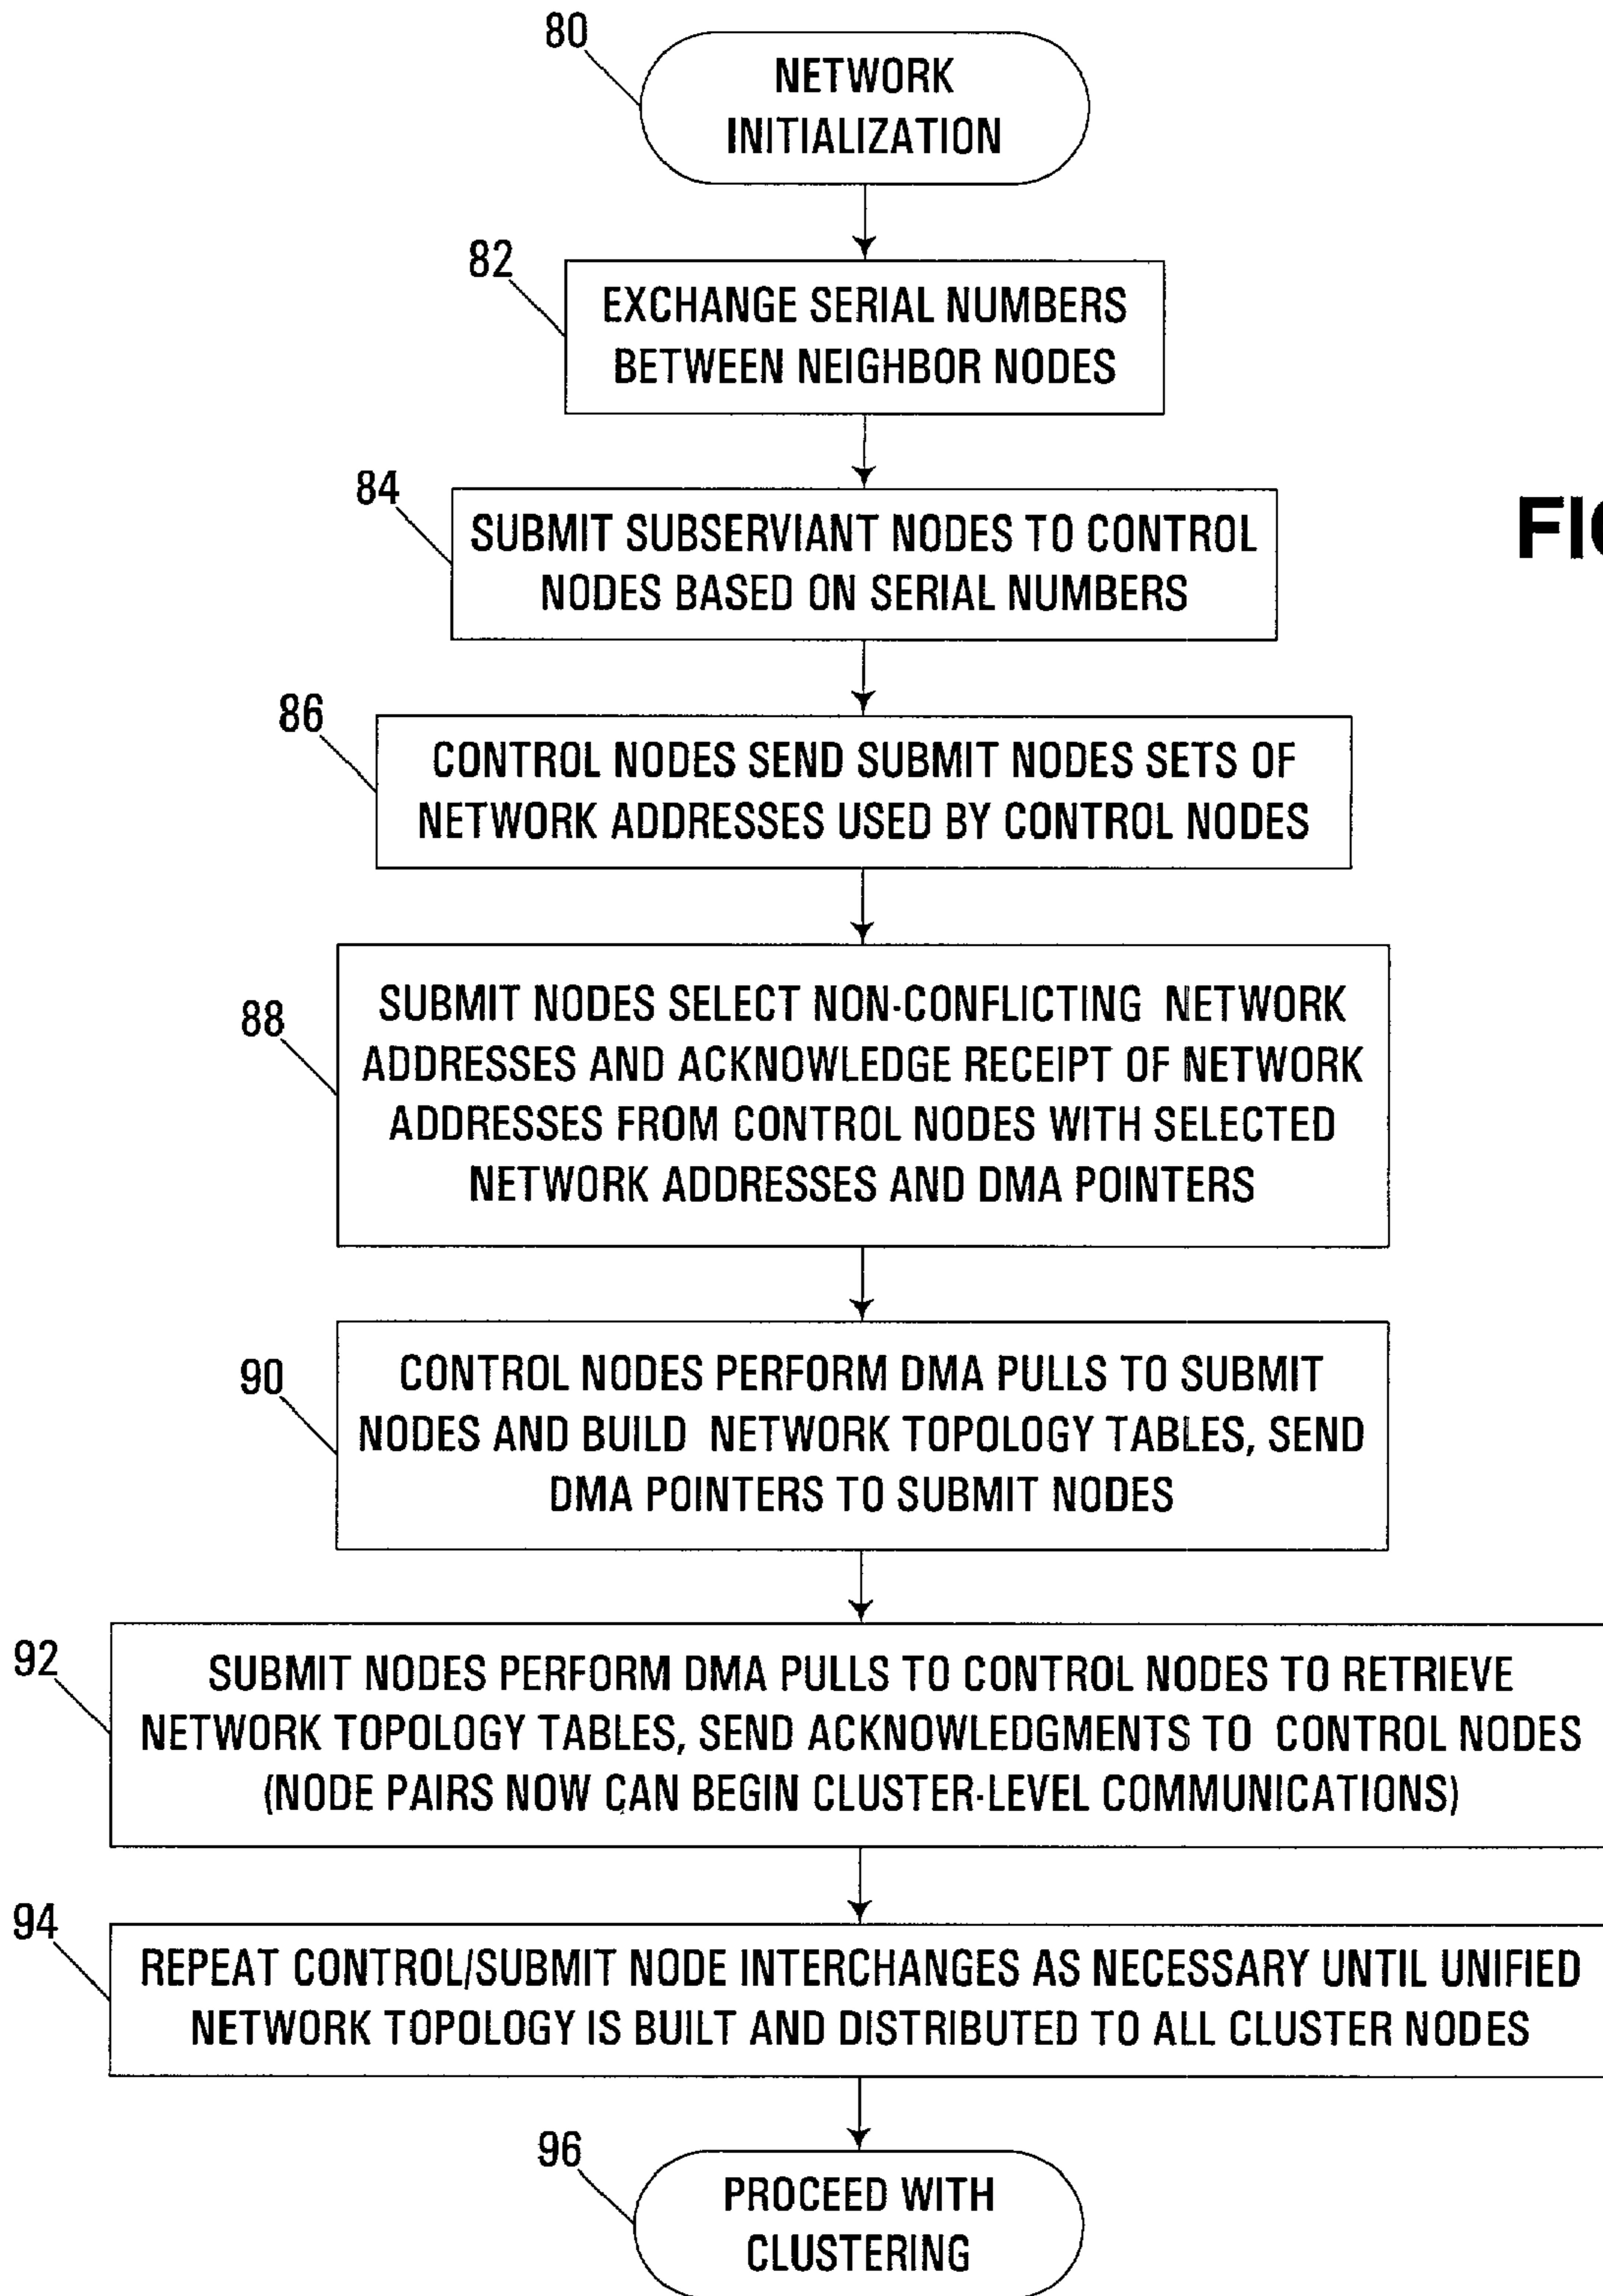 80
NETWORK
INITIALIZATION
82
EXCHANGE SERIAL NUMBERS
BETWEEN NEIGHBOR NODES
84
SUBMIT SUBSERVIANT NODES TO CONTROL
NODES BASED ON SERIAL NUMBERS
86
CONTROL NODES SEND SUBMIT NODES SETS OF
NETWORK ADDRESSES USED BY CONTROL NODES
88
SUBMIT NODES SELECT NON-CONFLICTING NETWORK
ADDRESSES AND ACKNOWLEDGE RECEIPT OF NETWORK
ADDRESSES FROM CONTROL NODES WITH SELECTED
NETWORK ADDRESSES AND DMA POINTERS
90
CONTROL NODES PERFORM DMA PULLS TO SUBMIT
NODES AND BUILD NETWORK TOPOLOGY TABLES, SEND
DMA POINTERS TO SUBMIT NODES
92
SUBMIT NODES PERFORM DMA PULLS TO CONTROL NODES TO RETRIEVE
NETWORK TOPOLOGY TABLES, SEND ACKNOWLEDGMENTS TO CONTROL NODES
(NODE PAIRS NOW CAN BEGIN CLUSTER-LEVEL COMMUNICATIONS)
94
REPEAT CONTROL/SUBMIT NODE INTERCHANGES AS NECESSARY UNTIL UNIFIED
NETWORK TOPOLOGY IS BUILT AND DISTRIBUTED TO ALL CLUSTER NODES
96
PROCEED WITH
CLUSTERING